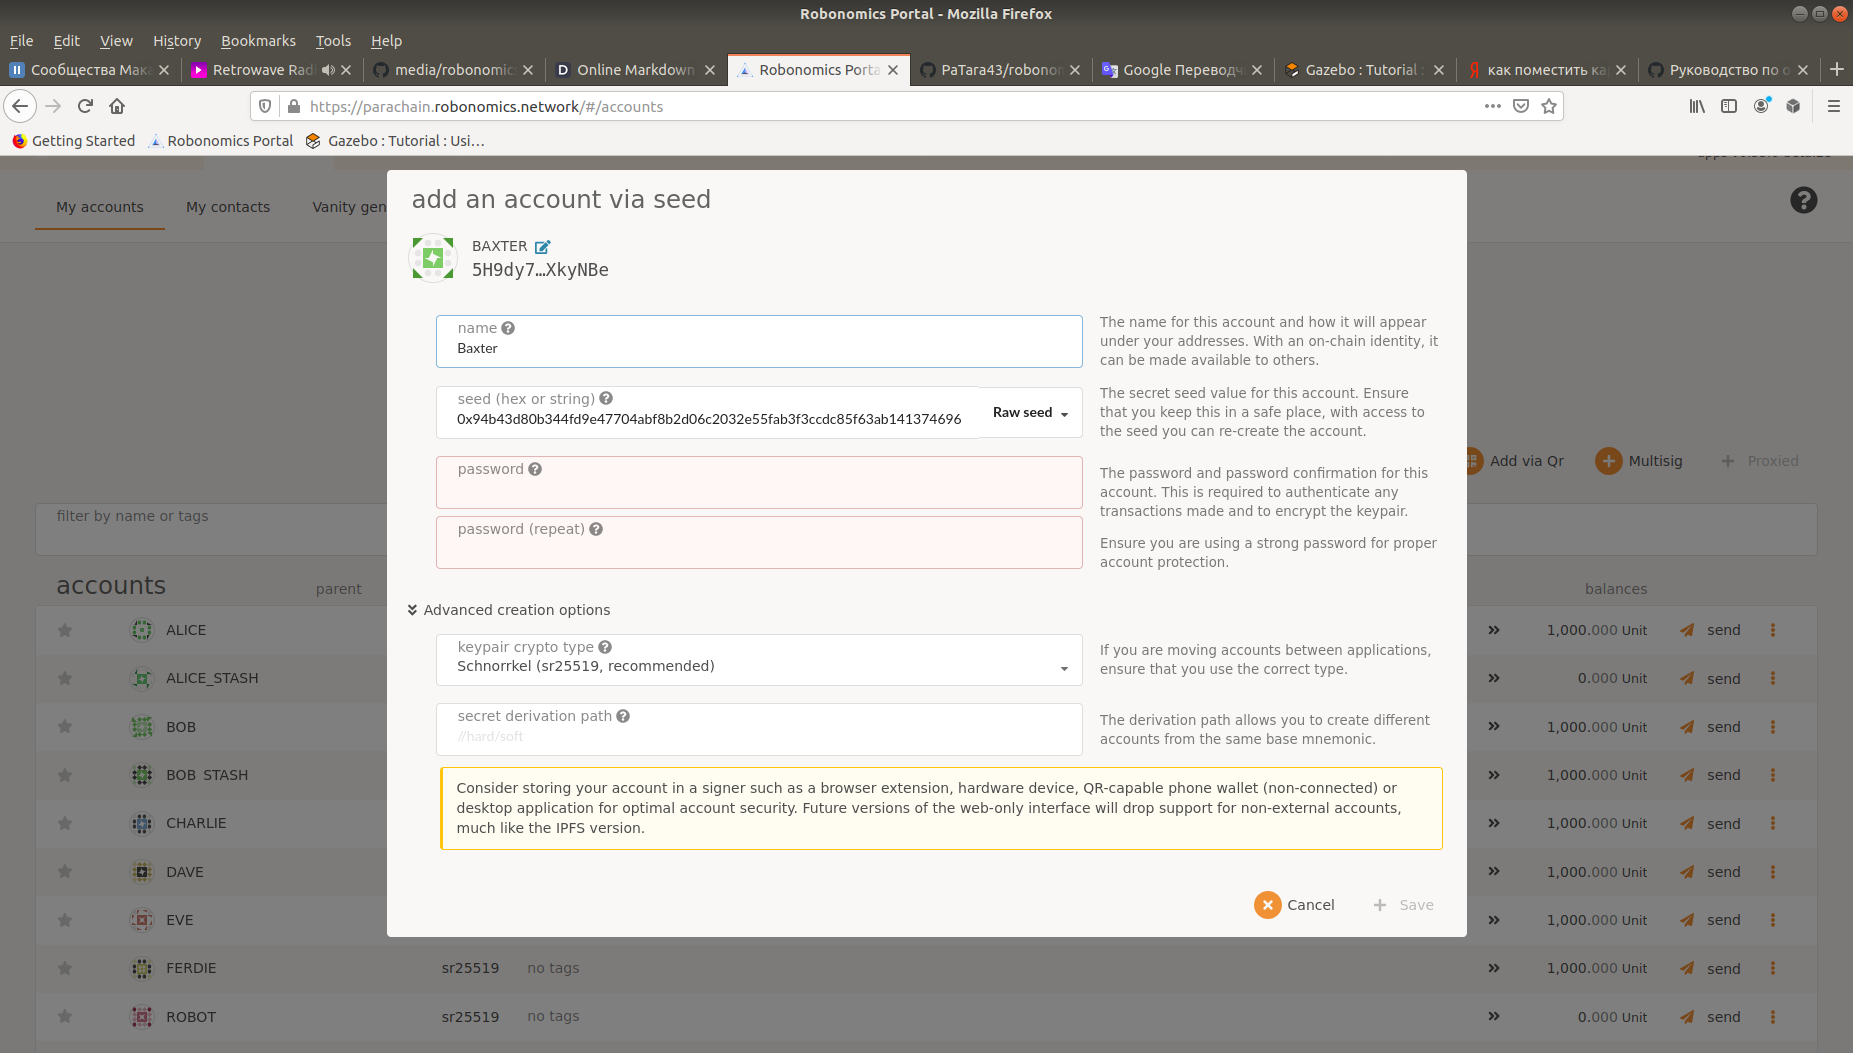 Robonomics Portal - Mozilla Firefox
File Edit View History Bookmarks Tools Help
Сообщества Мака
Retrowave Radi
media/robonomics
Online Markdown
Robonomics Porta
PaTara43/robonom
Google Переводч
Gazebo : Tutorial :
как поместить ка
Руководство по о
https://parachain.robonomics.network/#/accounts
Getting Started Robonomics Portal Gazebo : Tutorial : Usi…
My accounts My contacts Vanity gen
add an account via seed
BAXTER
5H9dy7…XkyNBe
name
Baxter
The name for this account and how it will appear
under your addresses. With an on-chain identity, it
can be made available to others.
seed (hex or string)
0x94b43d80b344fd9e47704abf8b2d06c2032e55fab3f3ccdc85f63ab141374696
Raw seed
The secret seed value for this account. Ensure
that you keep this in a safe place, with access to
the seed you can re-create the account.
password
password (repeat)
The password and password confirmation for this
account. This is required to authenticate any
transactions made and to encrypt the keypair.
Ensure you are using a strong password for proper
account protection.
Advanced creation options
keypair crypto type
Schnorrkel (sr25519, recommended)
If you are moving accounts between applications,
ensure that you use the correct type.
secret derivation path
//hard/soft
The derivation path allows you to create different
accounts from the same base mnemonic.
Consider storing your account in a signer such as a browser extension, hardware device, QR-capable phone wallet (non-connected) or
desktop application for optimal account security. Future versions of the web-only interface will drop support for non-external accounts,
much like the IPFS version.
Cancel Save
Add via Qr Multisig Proxied
filter by name or tags
accounts parent balances
ALICE 1,000.000 Unit send
ALICE_STASH 0.000 Unit send
BOB 1,000.000 Unit send
BOB_STASH 1,000.000 Unit send
CHARLIE 1,000.000 Unit send
DAVE 1,000.000 Unit send
EVE 1,000.000 Unit send
FERDIE sr25519 no tags 1,000.000 Unit send
ROBOT sr25519 no tags 0.000 Unit send